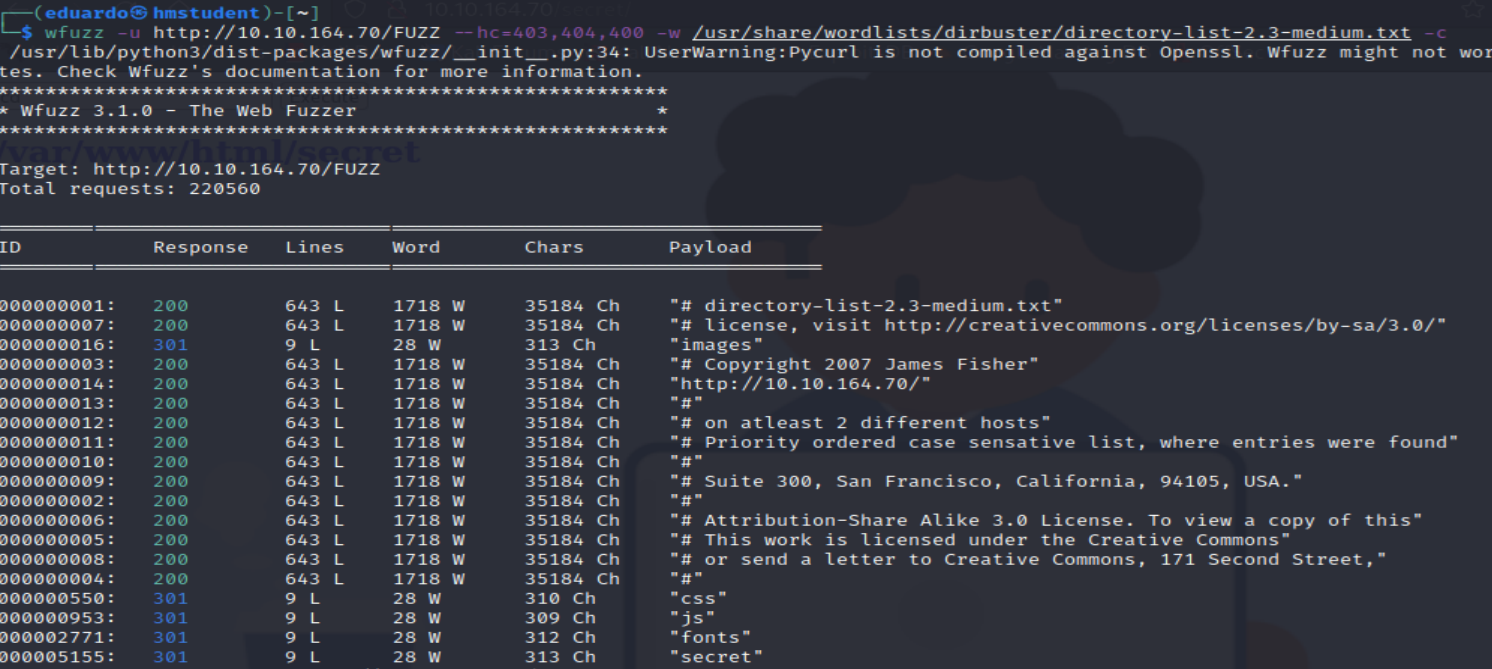 (eduardo㉿hmstudent)-[~]
$ wfuzz -u http://10.10.164.70/FUZZ --hc=403,404,400 -w /usr/share/wordlists/dirbuster/directory-list-2.3-medium.txt -c
/usr/lib/python3/dist-packages/wfuzz/__init__.py:34: UserWarning:Pycurl is not compiled against Openssl. Wfuzz might not wor
tes. Check Wfuzz's documentation for more information.
********************************************************
* Wfuzz 3.1.0 - The Web Fuzzer *
********************************************************
/var/www/html/secret
Target: http://10.10.164.70/FUZZ
Total requests: 220560
ID Response Lines Word Chars Payload
000000001: 200 643 L 1718 W 35184 Ch "# directory-list-2.3-medium.txt"
000000007: 200 643 L 1718 W 35184 Ch "# license, visit http://creativecommons.org/licenses/by-sa/3.0/"
000000016: 301 9 L 28 W 313 Ch "images"
000000003: 200 643 L 1718 W 35184 Ch "# Copyright 2007 James Fisher"
000000014: 200 643 L 1718 W 35184 Ch "http://10.10.164.70/"
000000013: 200 643 L 1718 W 35184 Ch "#"
000000012: 200 643 L 1718 W 35184 Ch "# on atleast 2 different hosts"
000000011: 200 643 L 1718 W 35184 Ch "# Priority ordered case sensative list, where entries were found"
000000010: 200 643 L 1718 W 35184 Ch "#"
000000009: 200 643 L 1718 W 35184 Ch "# Suite 300, San Francisco, California, 94105, USA."
000000002: 200 643 L 1718 W 35184 Ch "#"
000000006: 200 643 L 1718 W 35184 Ch "# Attribution-Share Alike 3.0 License. To view a copy of this"
000000005: 200 643 L 1718 W 35184 Ch "# This work is licensed under the Creative Commons"
000000008: 200 643 L 1718 W 35184 Ch "# or send a letter to Creative Commons, 171 Second Street,"
000000004: 200 643 L 1718 W 35184 Ch "#"
000000550: 301 9 L 28 W 310 Ch "css"
000000953: 301 9 L 28 W 309 Ch "js"
000002771: 301 9 L 28 W 312 Ch "fonts"
000005155: 301 9 L 28 W 313 Ch "secret"